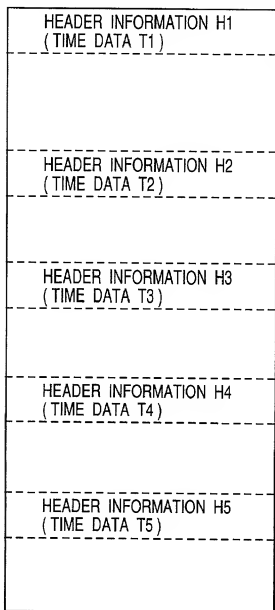 HEADER INFORMATION H1
( TIME DATA T1 )
HEADER INFORMATION H2
( TIME DATA T2 )
HEADER INFORMATION H3
( TIME DATA T3 )
HEADER INFORMATION H4
( TIME DATA T4 )
HEADER INFORMATION H5
( TIME DATA T5 )